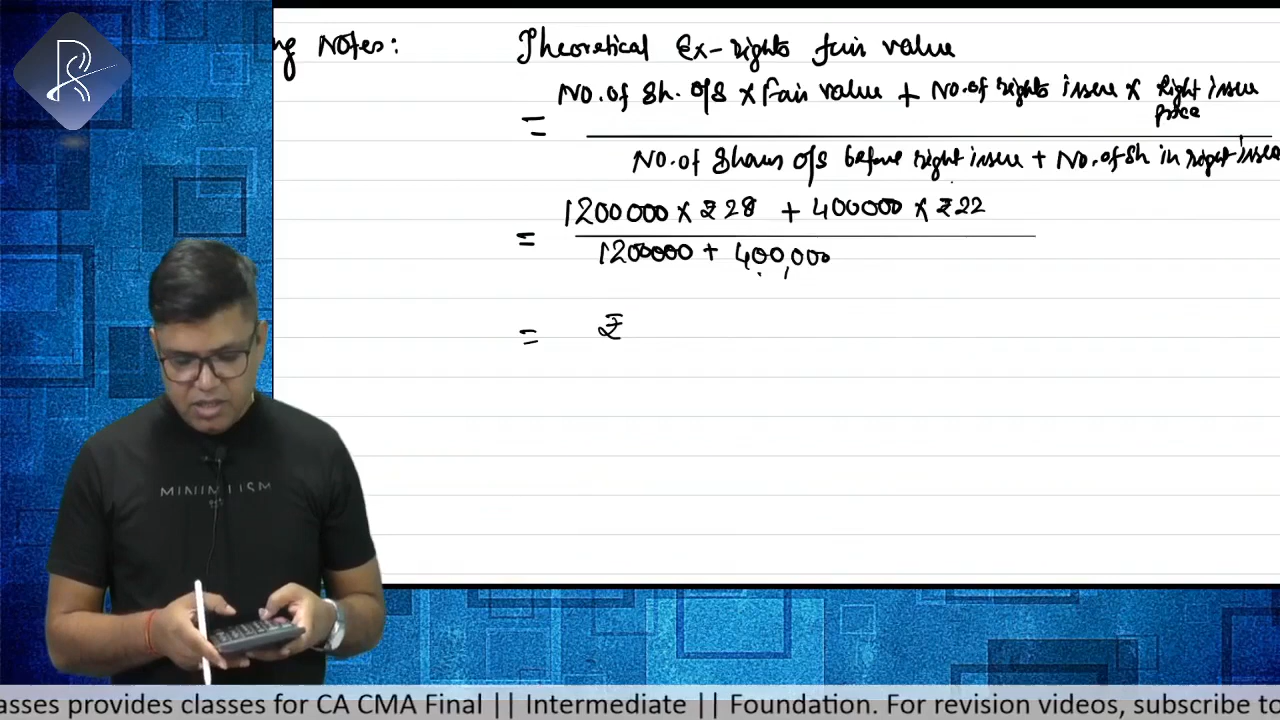 ng Notes:
Theoretical Ex-rights fair value
= No. of Sh. o/s × Fair value + No. of rights issue × Right issue price
No. of Shares o/s before right issue + No. of Sh in right issue
= 1200000 × ₹28 + 400000 × ₹22
1200000 + 400,000
= ₹
MINIMLISM
asses provides classes for CA CMA Final || Intermediate || Foundation. For revision videos, subscribe to